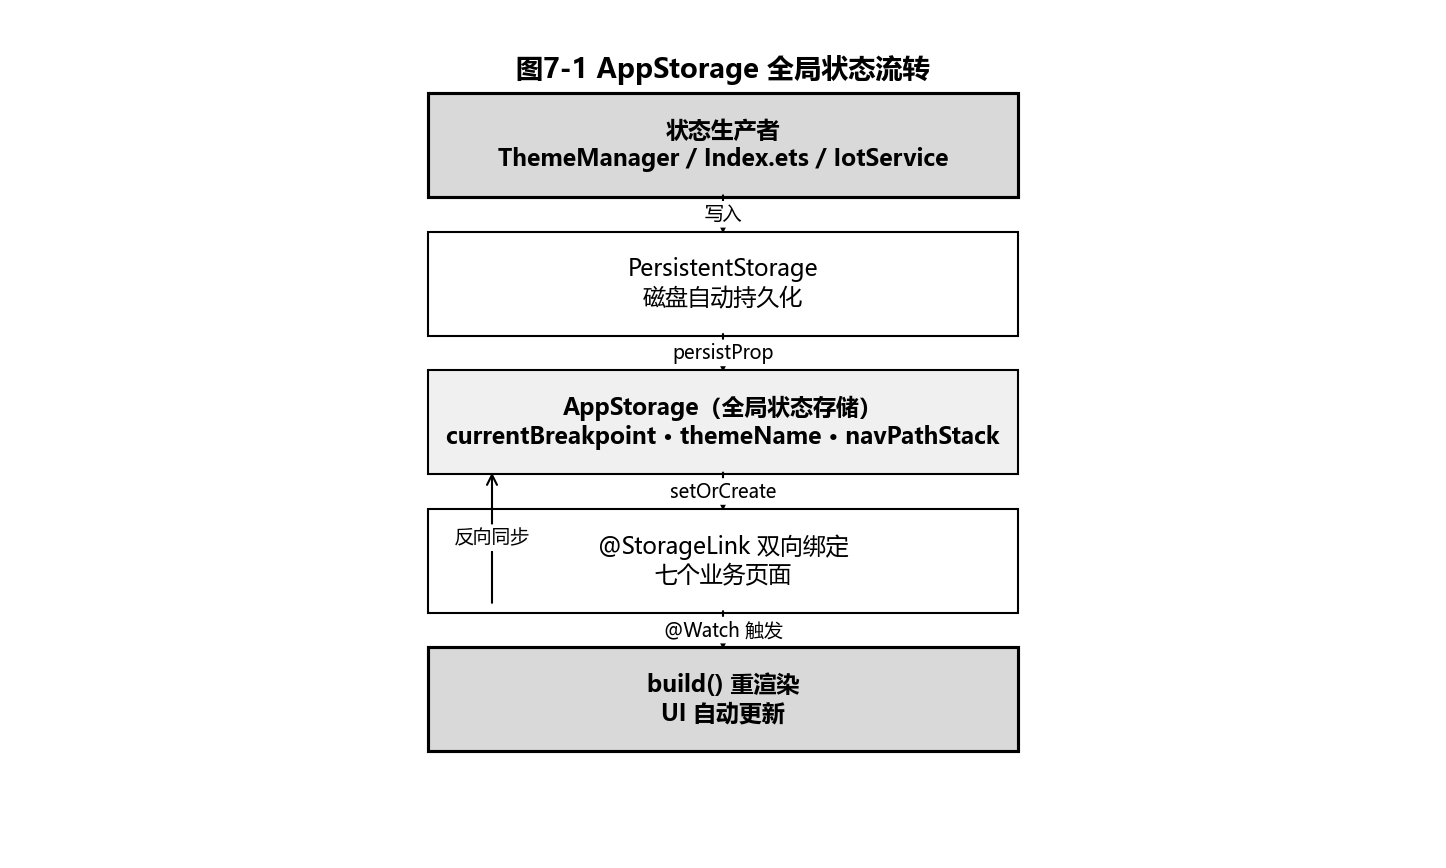 图7-1 AppStorage 全局状态流转
状态生产者
ThemeManager / Index.ets / IotService
写入
PersistentStorage
磁盘自动持久化
persistProp
AppStorage（全局状态存储）
currentBreakpoint • themeName • navPathStack
setOrCreate
反向同步
@StorageLink 双向绑定
七个业务页面
@Watch 触发
build() 重渲染
UI 自动更新